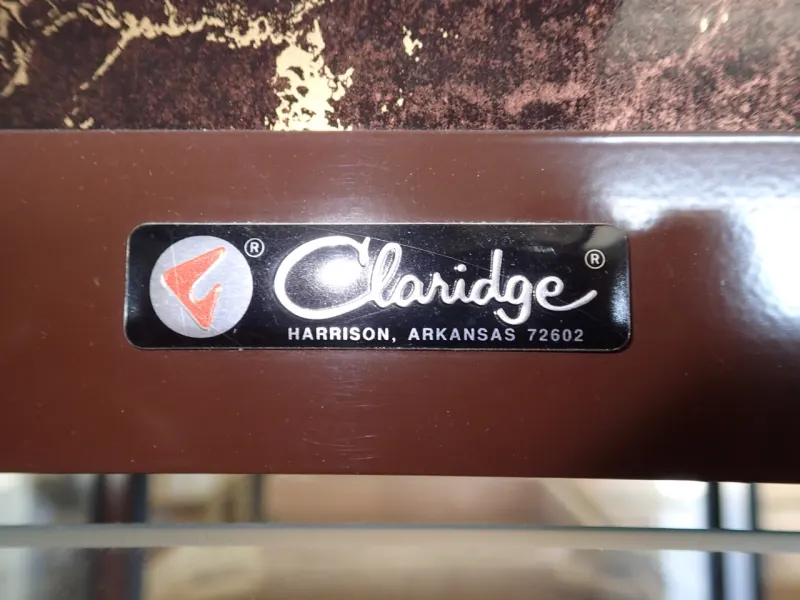 ® Claridge ®
HARRISON, ARKANSAS 72602